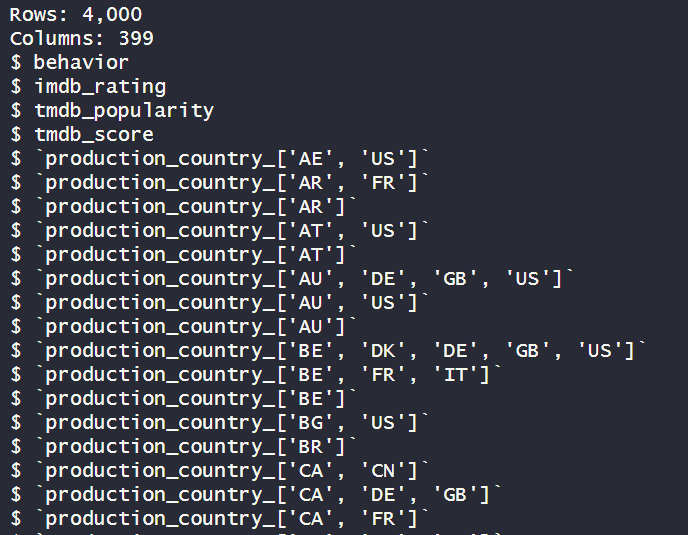 Rows: 4,000
Columns: 399
$ behavior
$ imdb_rating
$ tmdb_popularity
$ tmdb_score
$ `production_country_['AE', 'US']`
$ `production_country_['AR', 'FR']`
$ `production_country_['AR']`
$ `production_country_['AT', 'US']`
$ `production_country_['AT']`
$ `production_country_['AU', 'DE', 'GB', 'US']`
$ `production_country_['AU', 'US']`
$ `production_country_['AU']`
$ `production_country_['BE', 'DK', 'DE', 'GB', 'US']`
$ `production_country_['BE', 'FR', 'IT']`
$ `production_country_['BE']`
$ `production_country_['BG', 'US']`
$ `production_country_['BR']`
$ `production_country_['CA', 'CN']`
$ `production_country_['CA', 'DE', 'GB']`
$ `production_country_['CA', 'FR']`